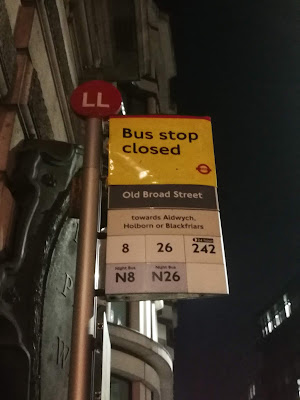 LL
Bus stop
closed
Old Broad Street
towards Aldwych,
Holborn or Blackfriars
8 26 242
Night Bus Night Bus
N8 N26